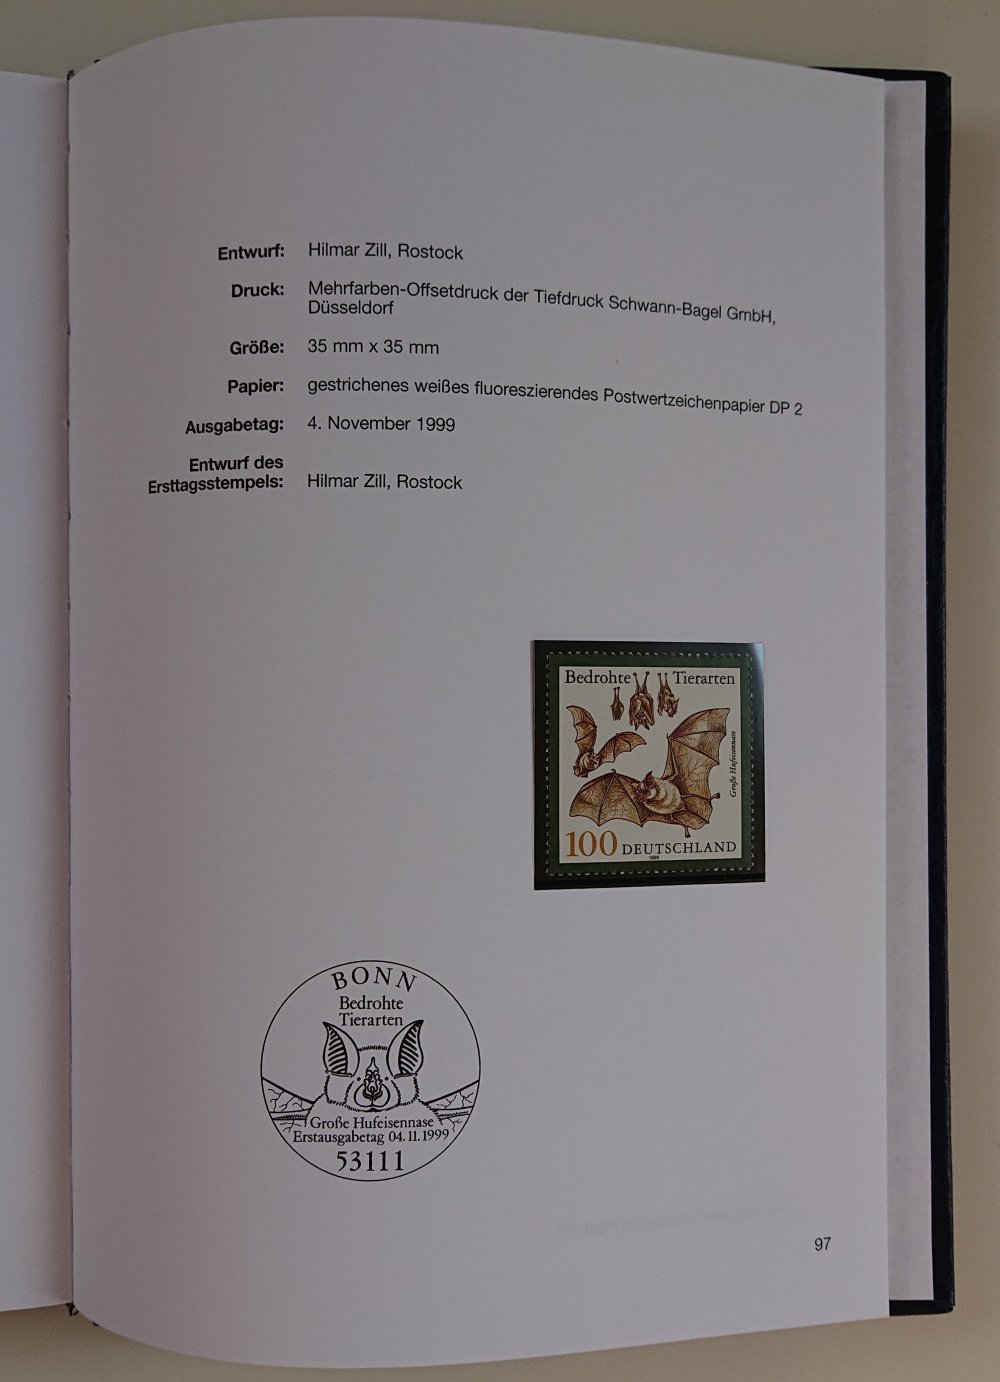 Entwurf: Hilmar Zill, Rostock
Druck: Mehrfarben-Offsetdruck der Tiefdruck Schwann-Bagel GmbH,
Düsseldorf
Größe: 35 mm x 35 mm
Papier: gestrichenes weißes fluoreszierendes Postwertzeichenpapier DP 2
Ausgabetag: 4. November 1999
Entwurf des
Ersttagsstempels: Hilmar Zill, Rostock
Bedrohte Tierarten
Große Hufeisennase
100 DEUTSCHLAND
1999
BONN
Bedrohte
Tierarten
Große Hufeisennase
Erstausgabetag 04.11.1999
53111
97